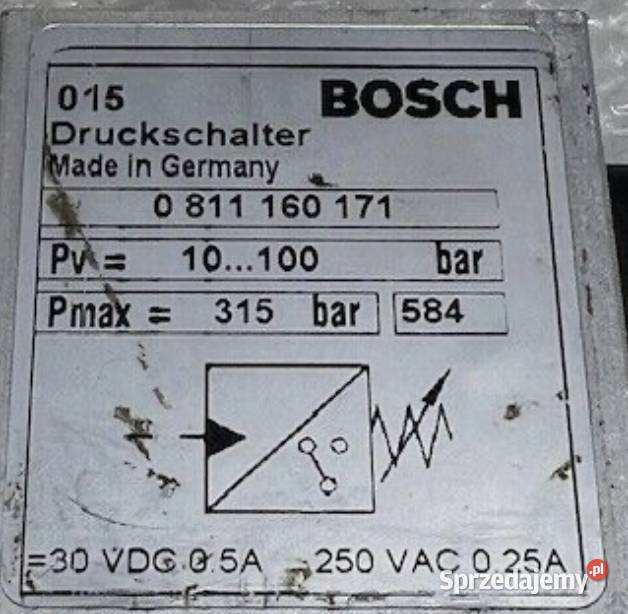 015 BOSCH
Druckschalter
Made in Germany
0 811 160 171
Pv = 10...100 bar
Pmax = 315 bar 584
=30 VDC 0.5A 250 VAC 0.25A
Sprzedajemy.pl